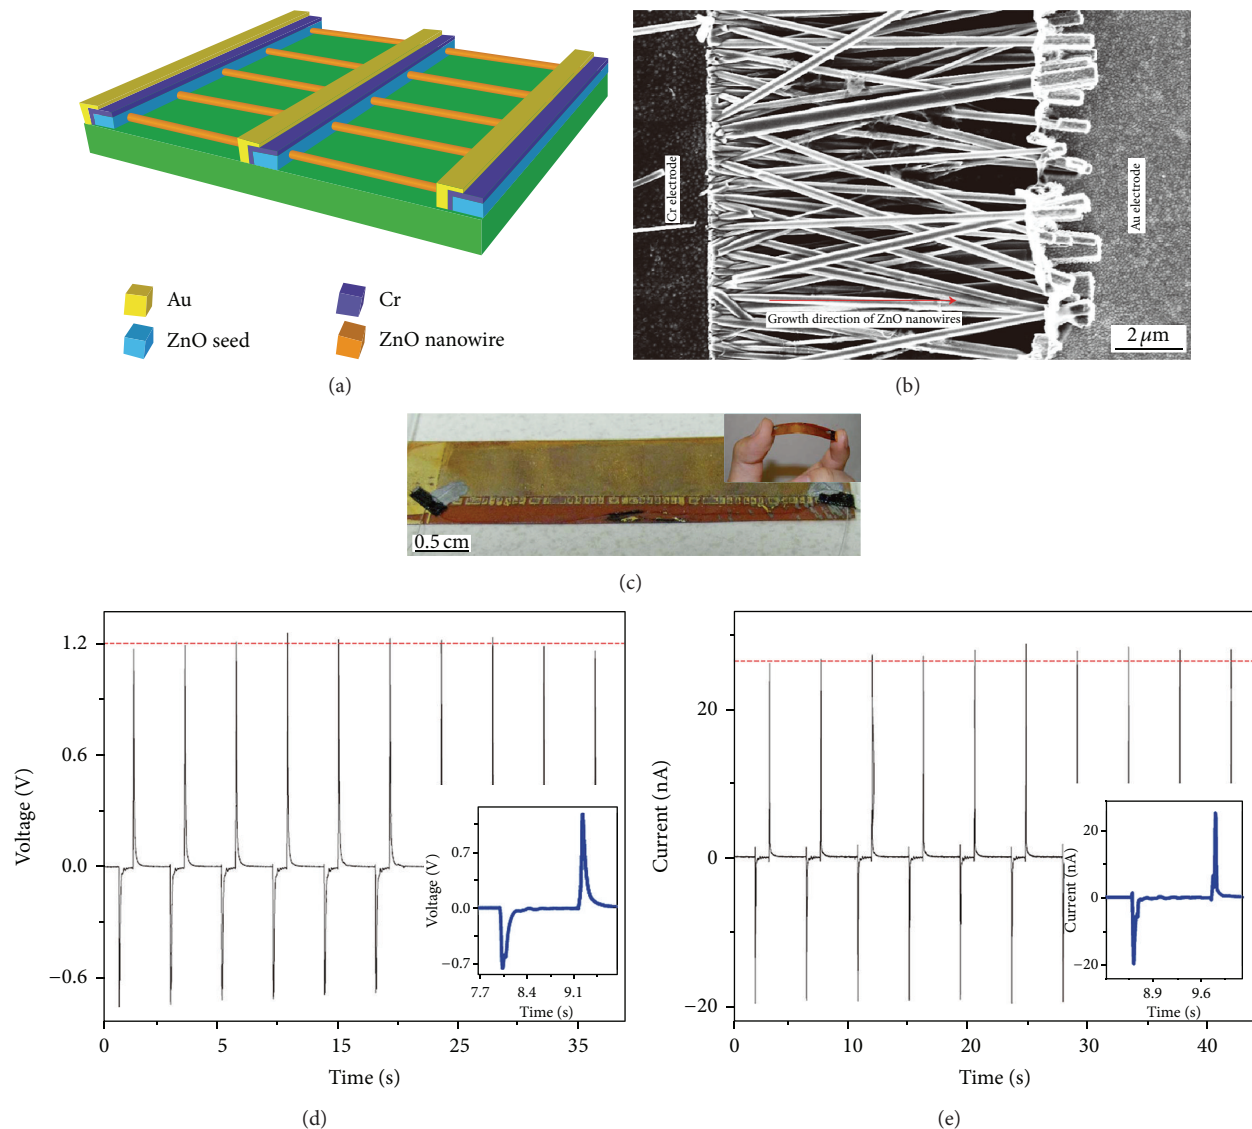 Au
Cr
ZnO seed
ZnO nanowire
(a)
Cr electrode
Au electrode
Growth direction of ZnO nanowires
2 μm
(b)
0.5 cm
(c)
Voltage (V)
1.2
0.6
0.0
−0.6
0
5
15
25
35
Time (s)
Voltage (V)
0.7
0.0
−0.7
7.7
8.4
9.1
Time (s)
(d)
Current (nA)
20
0
−20
0
10
20
30
40
Time (s)
Current (nA)
20
0
−20
8.9
9.6
Time (s)
(e)